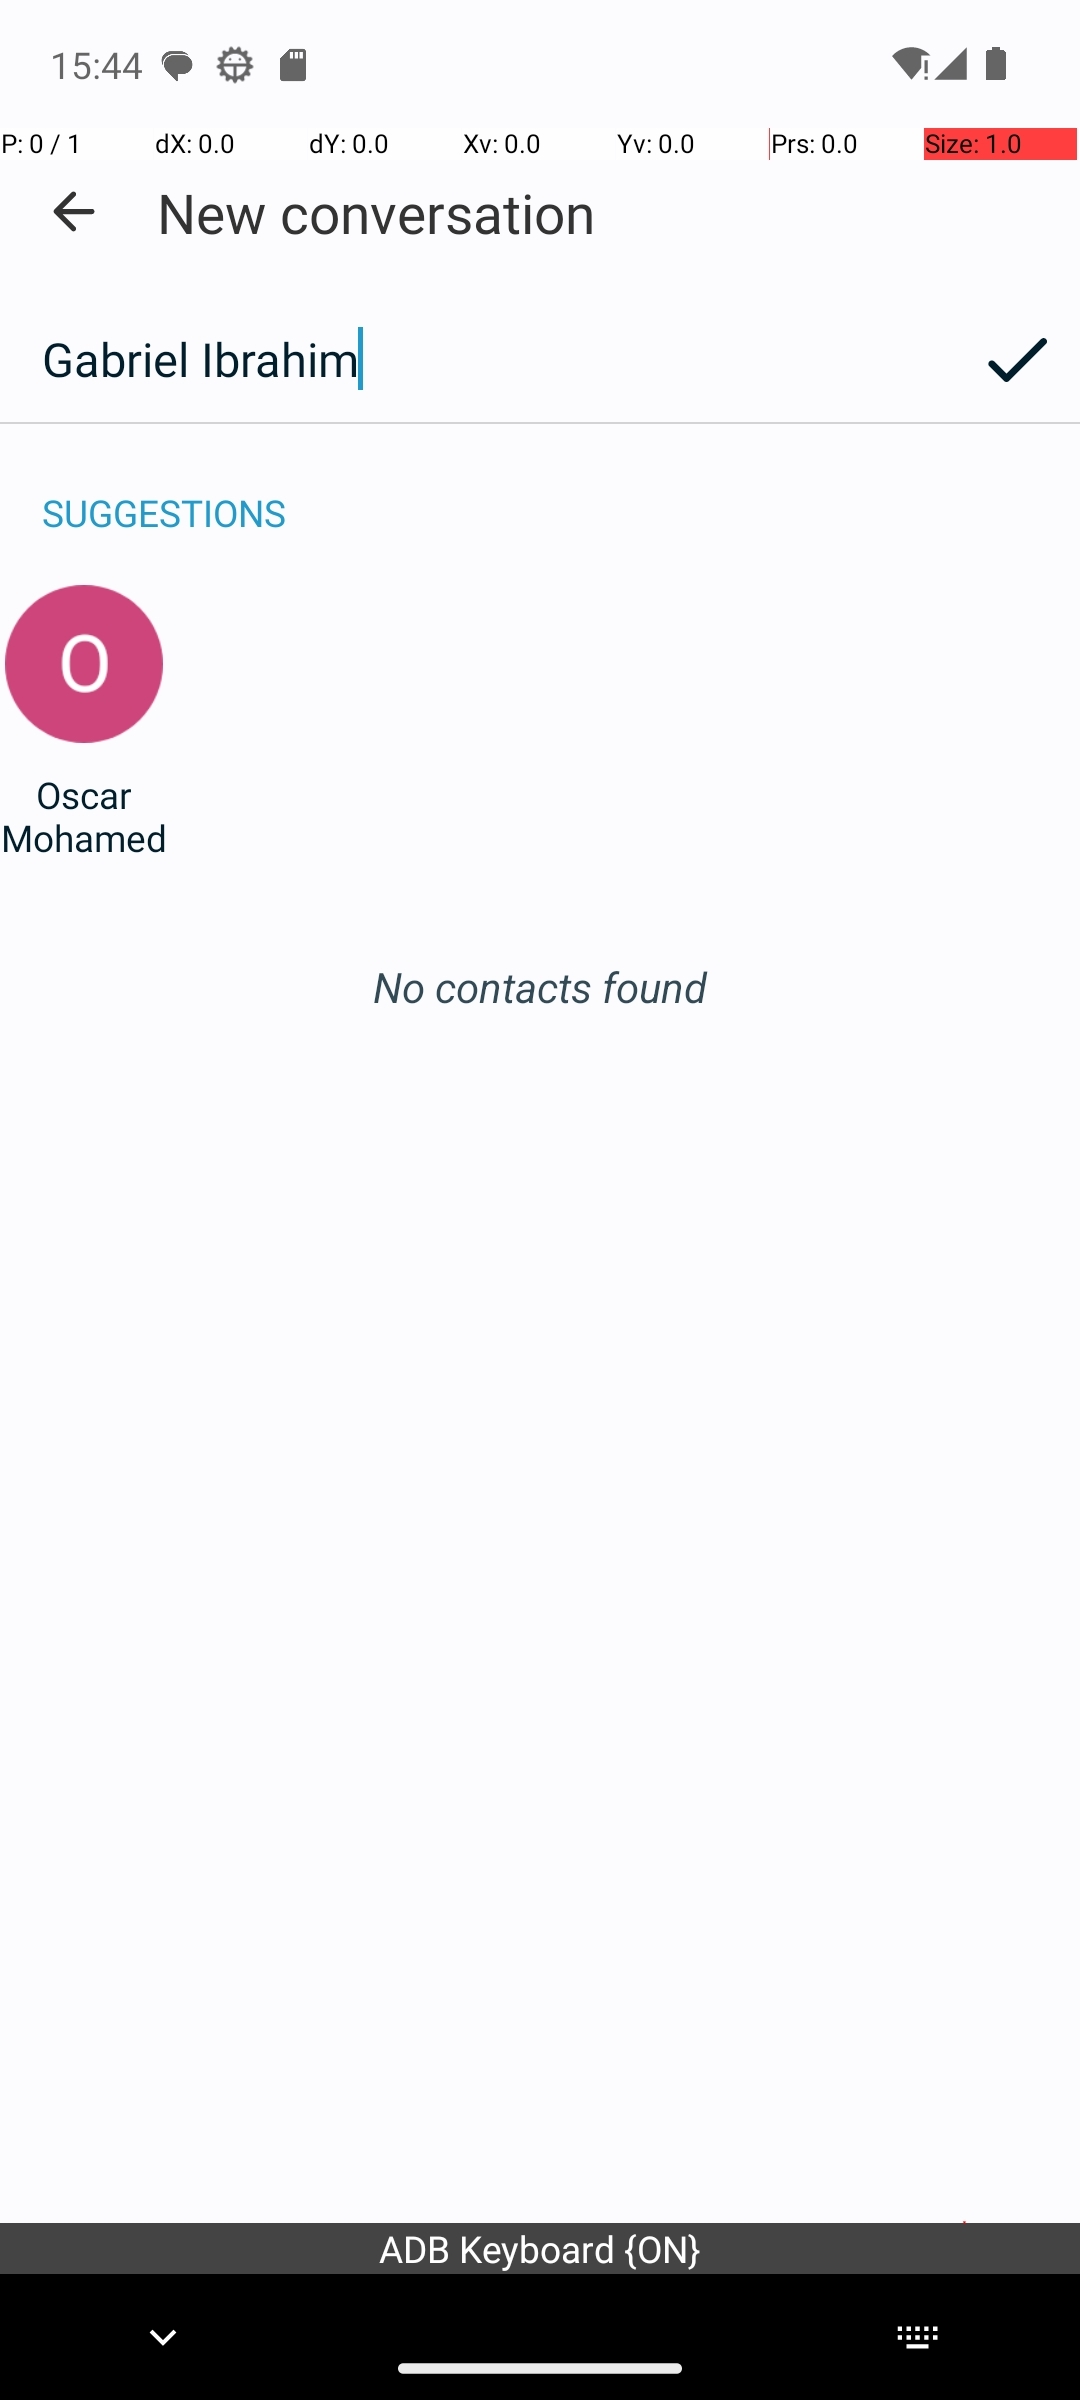 15:44
P: 0 / 1 dX: 0.0 dY: 0.0 Xv: 0.0 Yv: 0.0 Prs: 0.0 Size: 1.0
New conversation
Gabriel Ibrahim
SUGGESTIONS
O
Oscar
Mohamed
No contacts found
ADB Keyboard {ON}